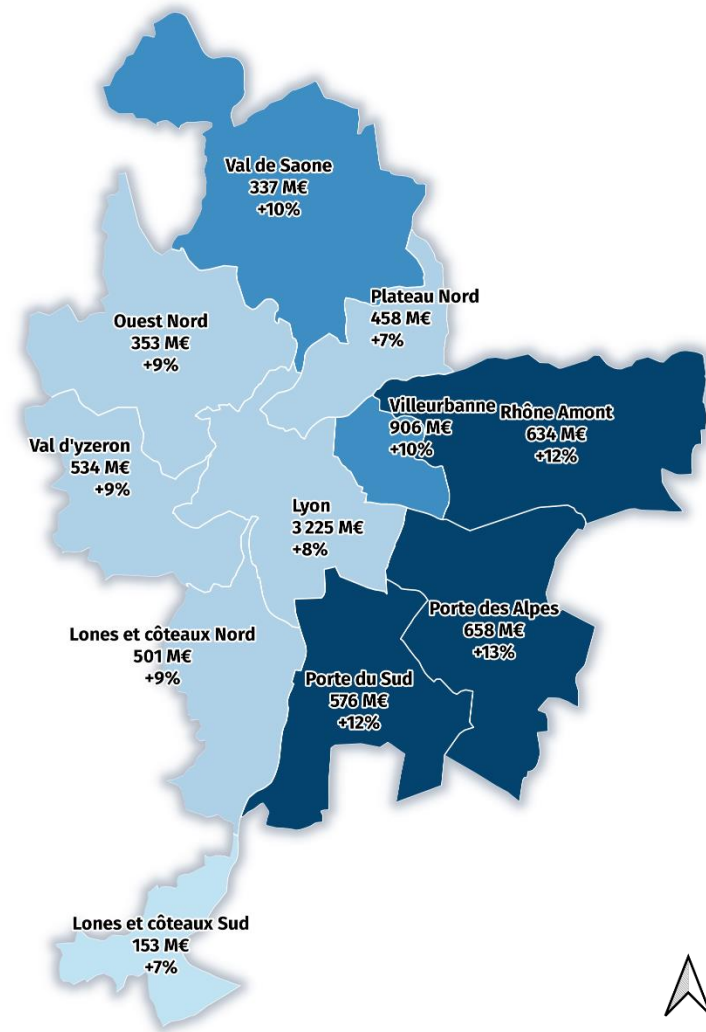 Val de Saone
337 M€
+10%
Plateau Nord
458 M€
+7%
Ouest Nord
353 M€
+9%
Villeurbanne
906 M€
+10%
Rhône Amont
634 M€
+12%
Val d'yzeron
534 M€
+9%
Lyon
3 225 M€
+8%
Porte des Alpes
658 M€
+13%
Lones et côteaux Nord
501 M€
+9%
Porte du Sud
576 M€
+12%
Lones et côteaux Sud
153 M€
+7%